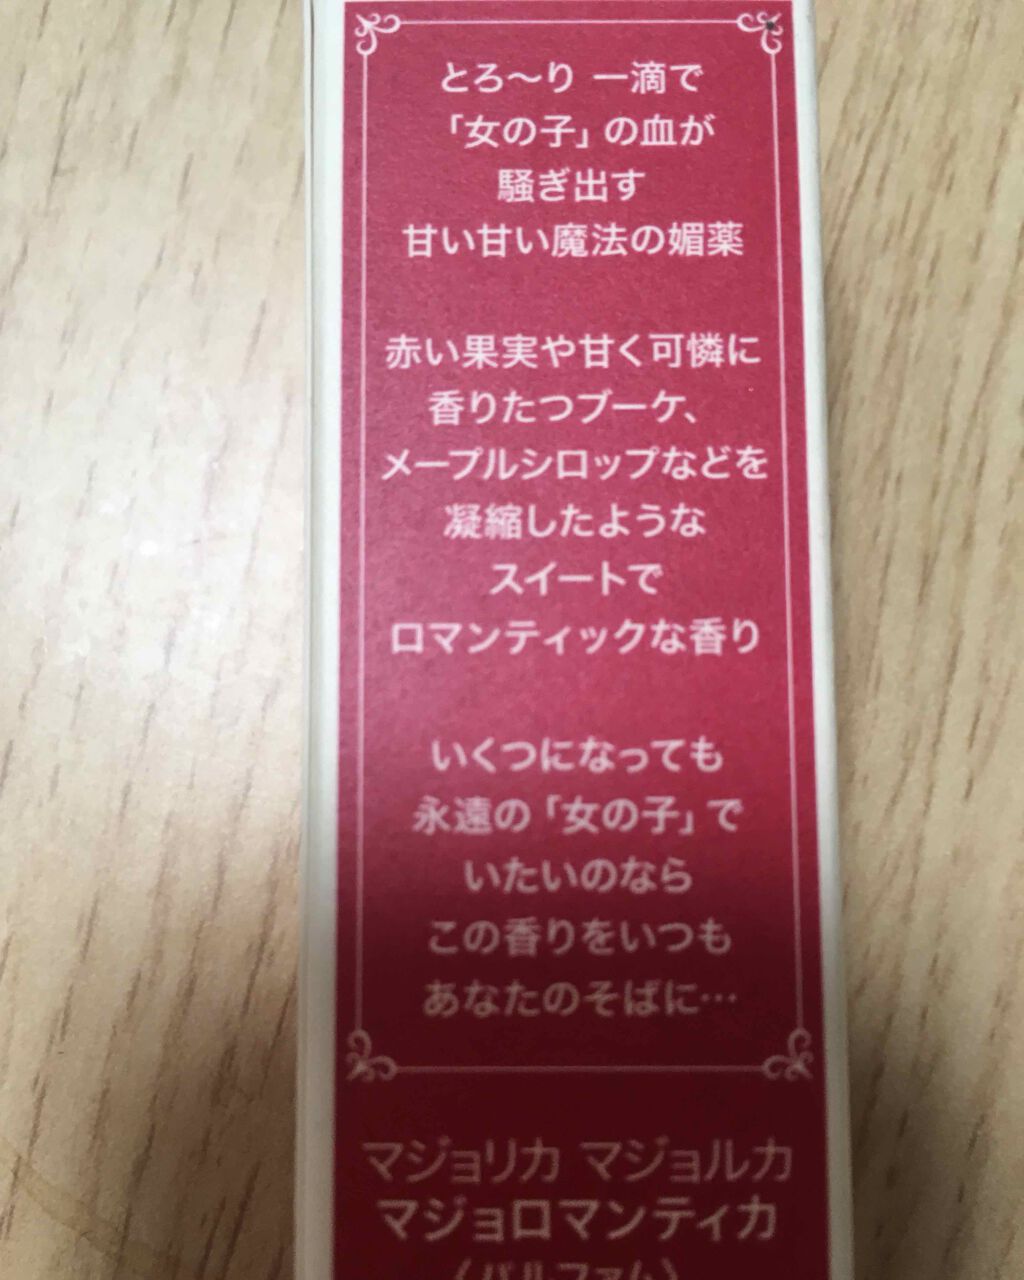 とろ〜り 一滴で
「女の子」の血が
騒ぎ出す
甘い甘い魔法の媚薬
赤い果実や甘く可憐に
香りたつブーケ、
メープルシロップなどを
凝縮したような
スイートで
ロマンティックな香り
いくつになっても
永遠の「女の子」で
いたいのなら
この香りをいつも
あなたのそばに…
マジョリカ マジョルカ
マジョロマンティカ
(パルファム)